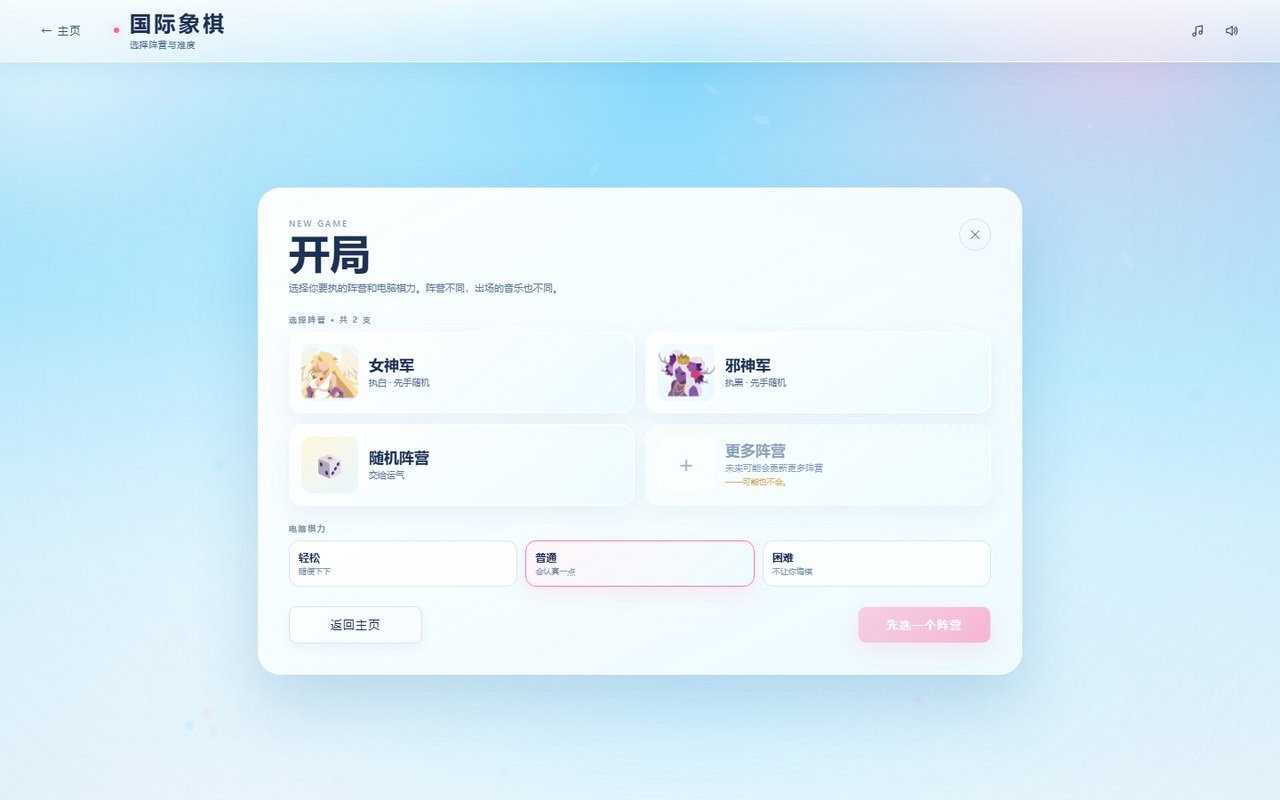 ← 主页
国际象棋
选择阵营与难度
NEW GAME
开局
选择你要执的阵营和电脑棋力。阵营不同，出场的音乐也不同。
选择阵营 • 共 2 支
女神军
执白 · 先手随机
邪神军
执黑 · 先手随机
随机阵营
交给运气
+
更多阵营
未来可能会更新更多阵营
——可能也不会。
电脑棋力
轻松
随便下下
普通
会认真一点
困难
不让你悔棋
返回主页
先选一个阵营